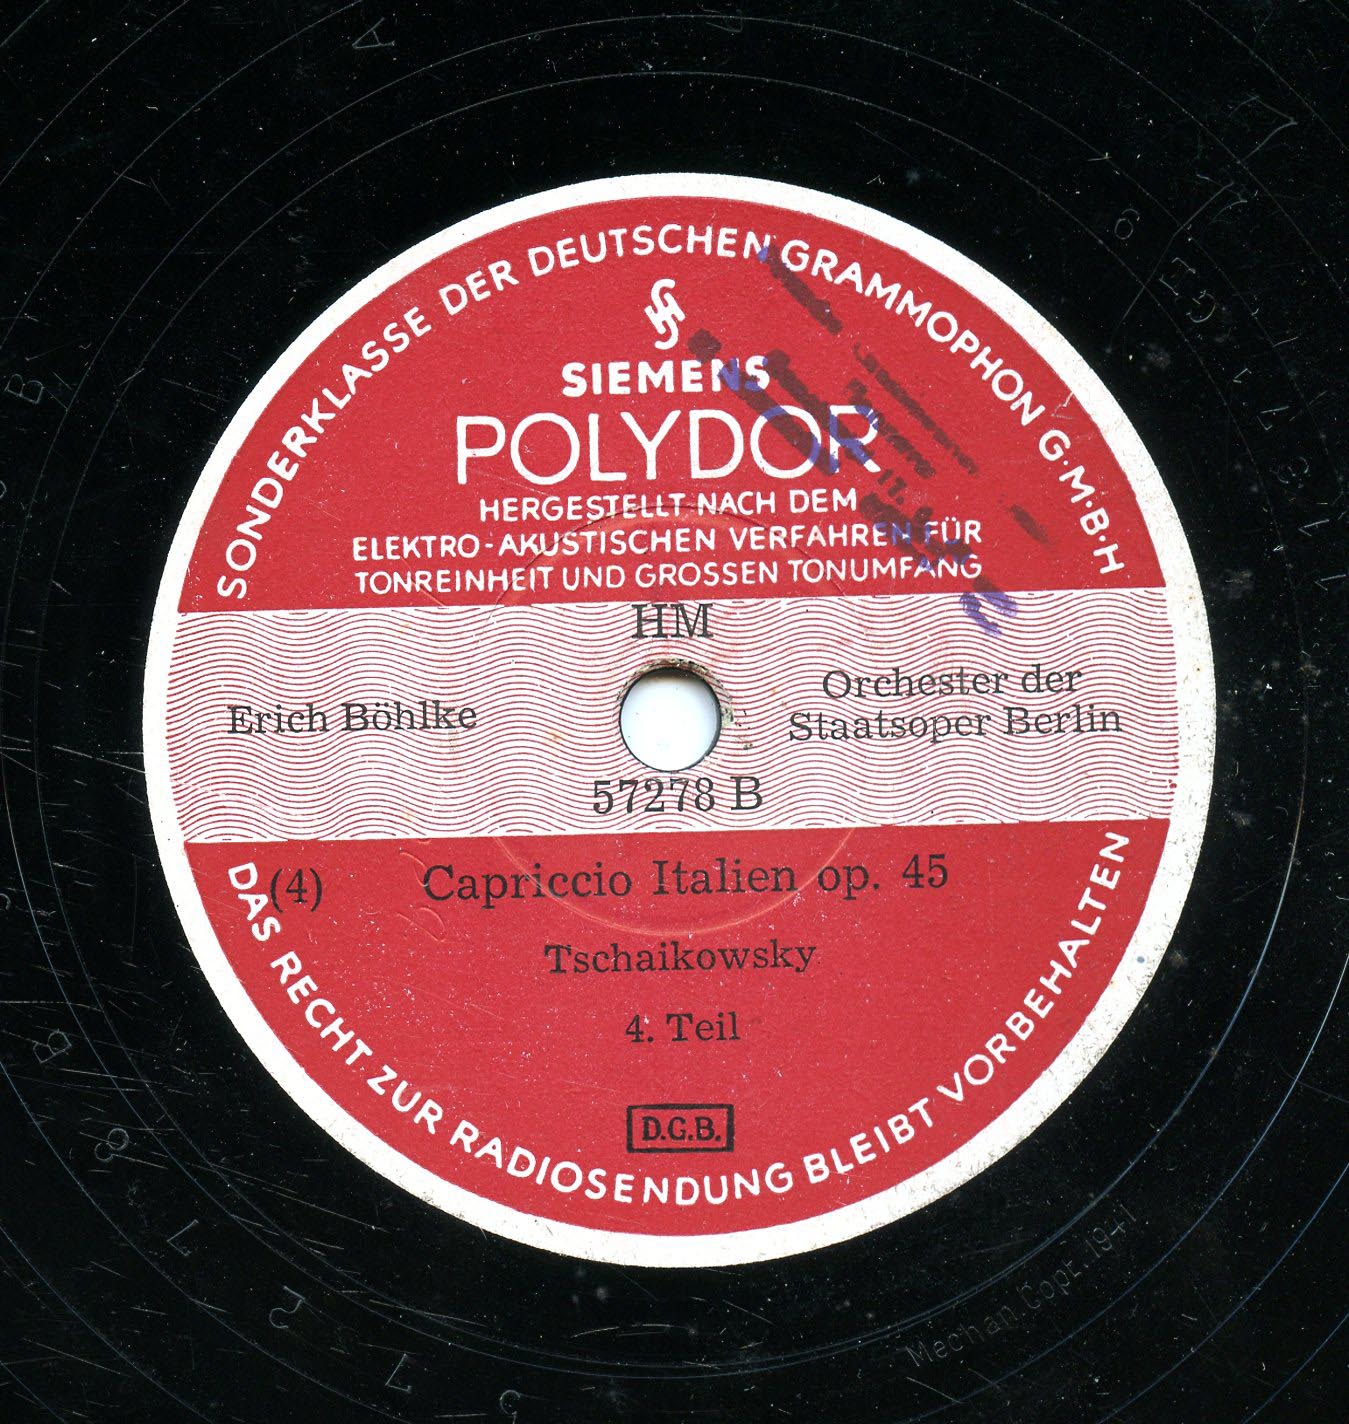 SONDERKLASSE DER DEUTSCHEN GRAMMOPHON G·M·B·H
SIEMENS
POLYDOR
HERGESTELLT NACH DEM
ELEKTRO-AKUSTISCHEN VERFAHREN FÜR
TONREINHEIT UND GROSSEN TONUMFANG
HM
Erich Böhlke
Orchester der
Staatsoper Berlin
57278 B
(4) Capriccio Italien op. 45
Tschaikowsky
4. Teil
D.G.B.
DAS RECHT ZUR RADIOSENDUNG BLEIBT VORBEHALTEN
Mechan. Copt. 1941